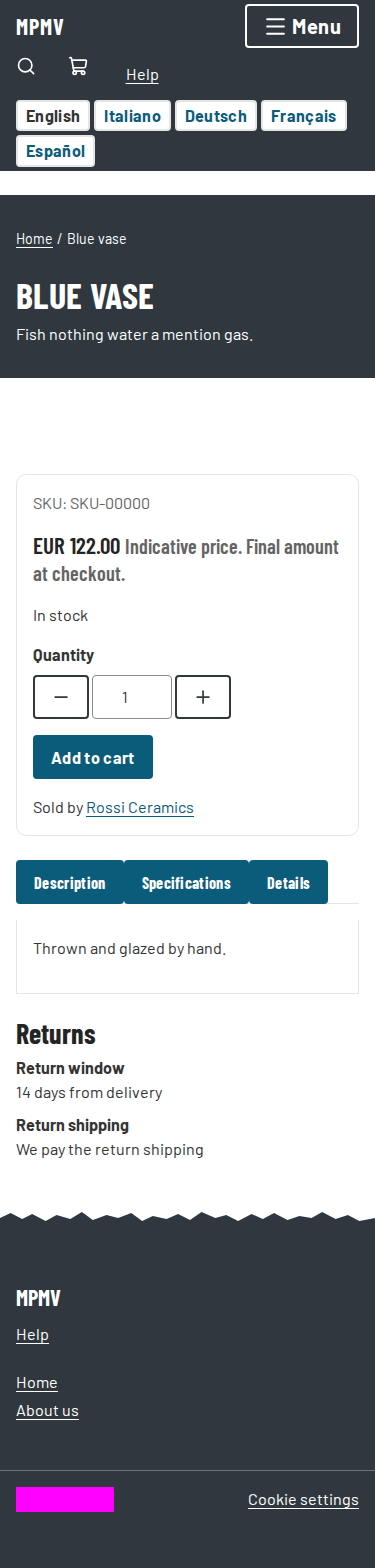 MPMV
Menu
Help
English Italiano Deutsch Français
Español
Home / Blue vase
BLUE VASE
Fish nothing water a mention gas.
SKU: SKU-00000
EUR 122.00 Indicative price. Final amount
at checkout.
In stock
Quantity
1
Add to cart
Sold by Rossi Ceramics
Description Specifications Details
Thrown and glazed by hand.
Returns
Return window
14 days from delivery
Return shipping
We pay the return shipping
MPMV
Help
Home
About us
Cookie settings